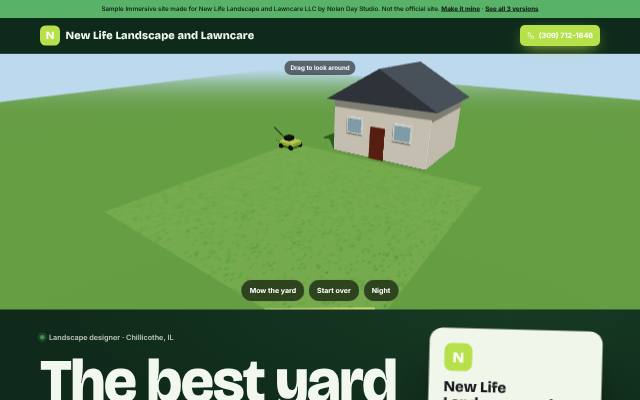 Sample Immersive site made for New Life Landscape and Lawncare LLC by Nolan Day Studio. Not the official site. Make it mine · See all 3 versions
N New Life Landscape and Lawncare
(309) 712-1646
Drag to look around
Mow the yard Start over Night
Landscape designer · Chillicothe, IL
The best yard
N
New Life